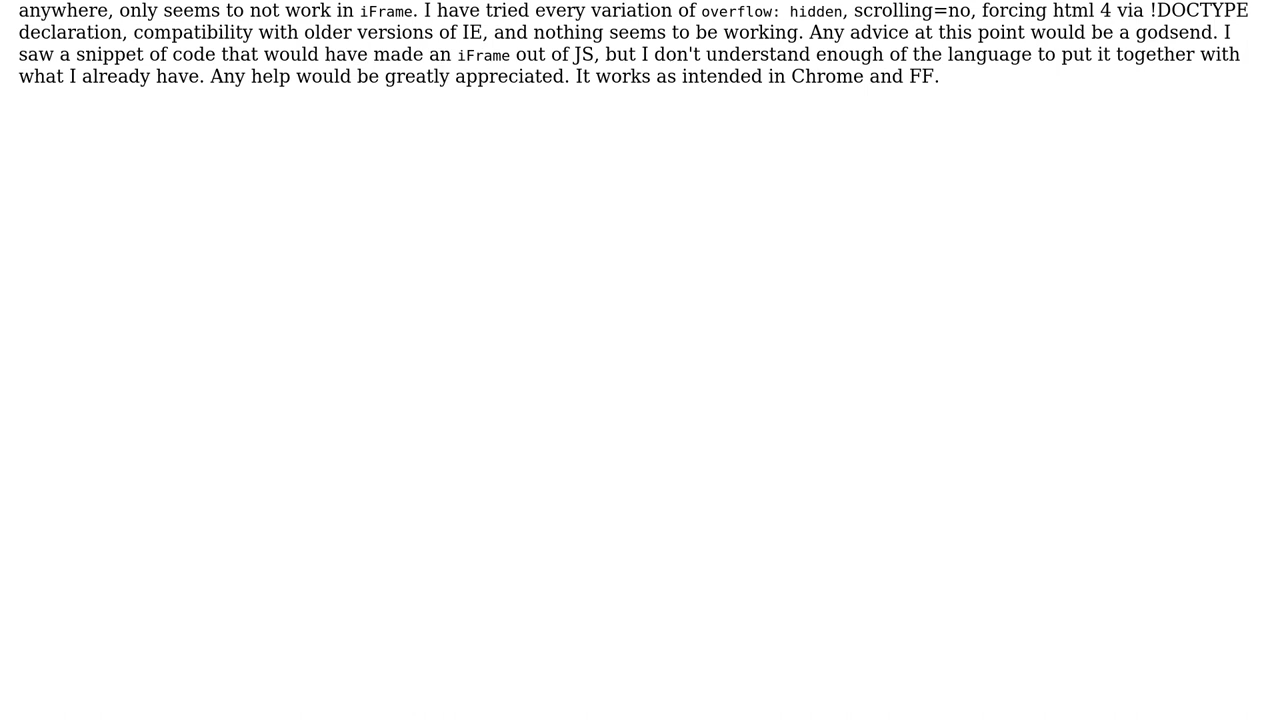 anywhere, only seems to not work in iFrame. I have tried every variation of overflow: hidden, scrolling=no, forcing html 4 via !DOCTYPE
declaration, compatibility with older versions of IE, and nothing seems to be working. Any advice at this point would be a godsend. I
saw a snippet of code that would have made an iFrame out of JS, but I don't understand enough of the language to put it together with
what I already have. Any help would be greatly appreciated. It works as intended in Chrome and FF.